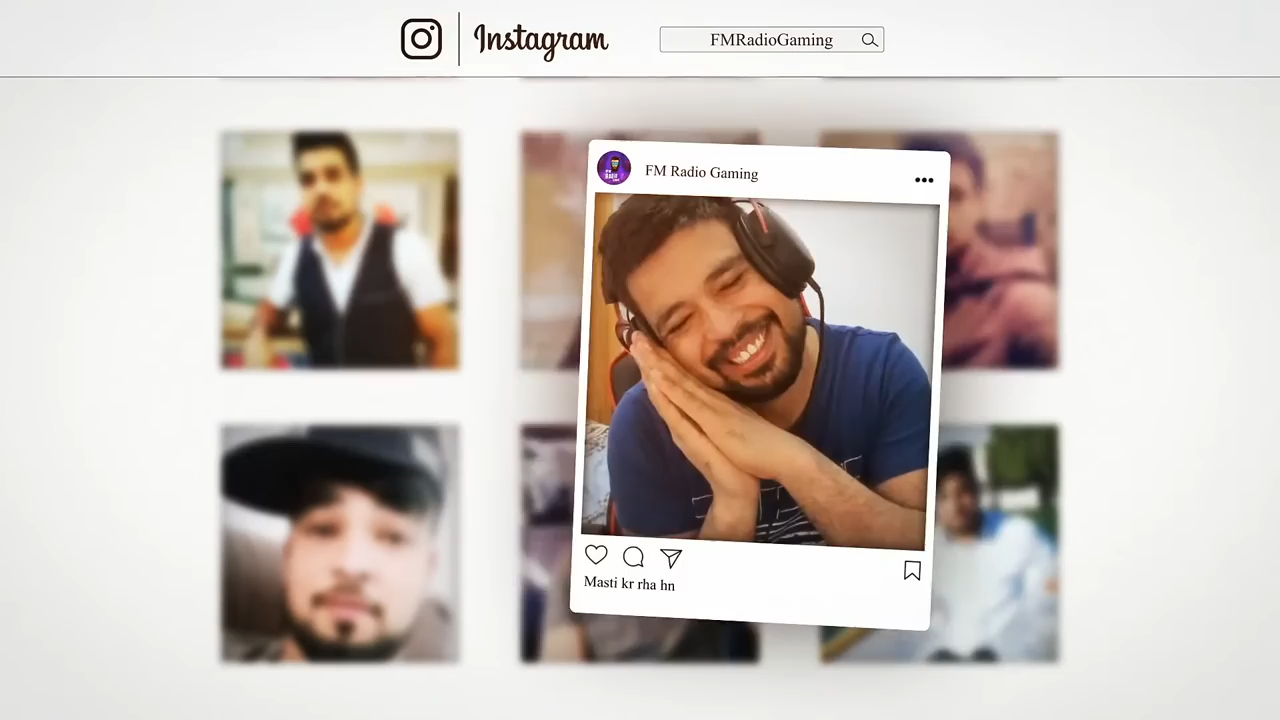 Instagram
FMRadioGaming
FM Radio Gaming
Masti kr rha hn